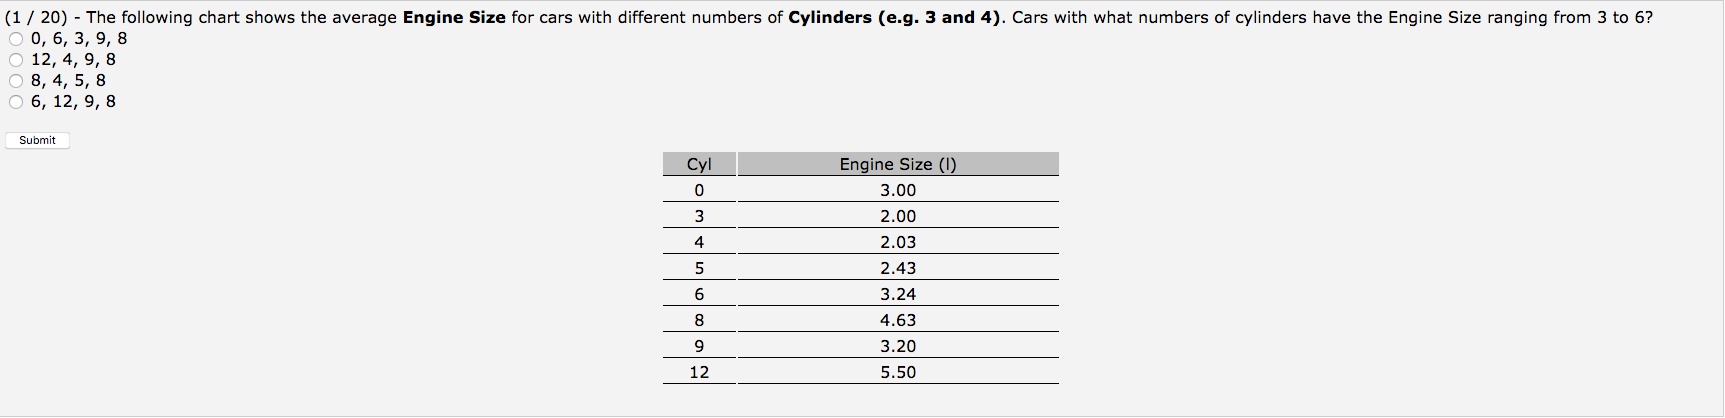 (1 / 20) - The following chart shows the average Engine Size for cars with different numbers of Cylinders (e.g. 3 and 4). Cars with what numbers of cylinders have the Engine Size ranging from 3 to 6?
0, 6, 3, 9, 8
12, 4, 9, 8
8, 4, 5, 8
6, 12, 9, 8
Submit
Cyl Engine Size (l)
0 3.00
3 2.00
4 2.03
5 2.43
6 3.24
8 4.63
9 3.20
12 5.50